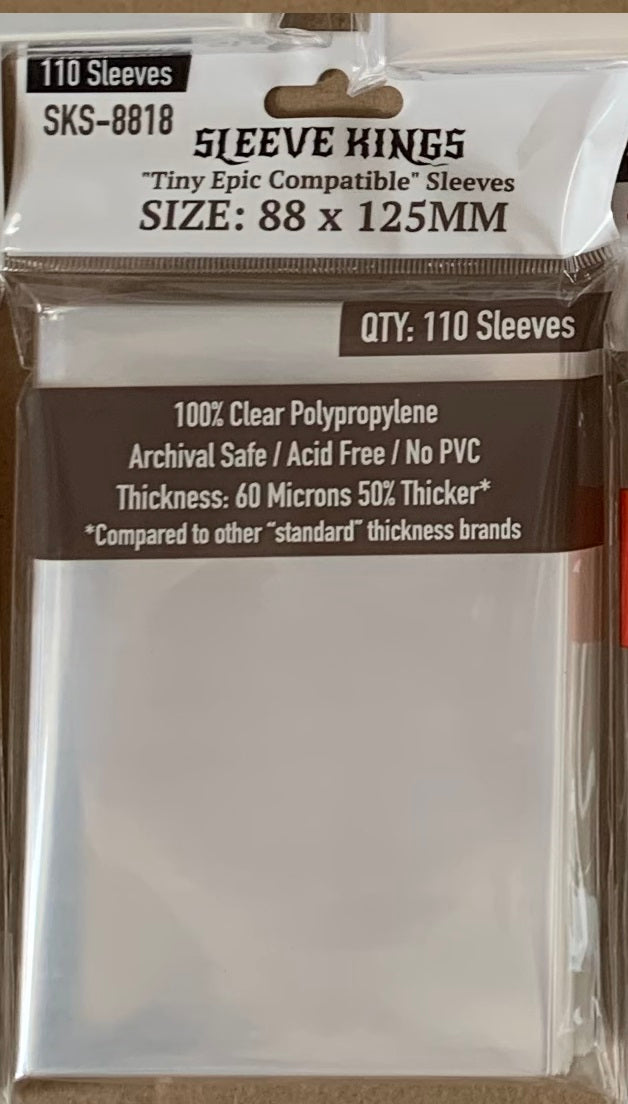 110 Sleeves
SKS-8818
SLEEVE KINGS
"Tiny Epic Compatible" Sleeves
SIZE: 88 x 125MM
QTY: 110 Sleeves
100% Clear Polypropylene
Archival Safe / Acid Free / No PVC
Thickness: 60 Microns 50% Thicker*
*Compared to other "standard" thickness brands